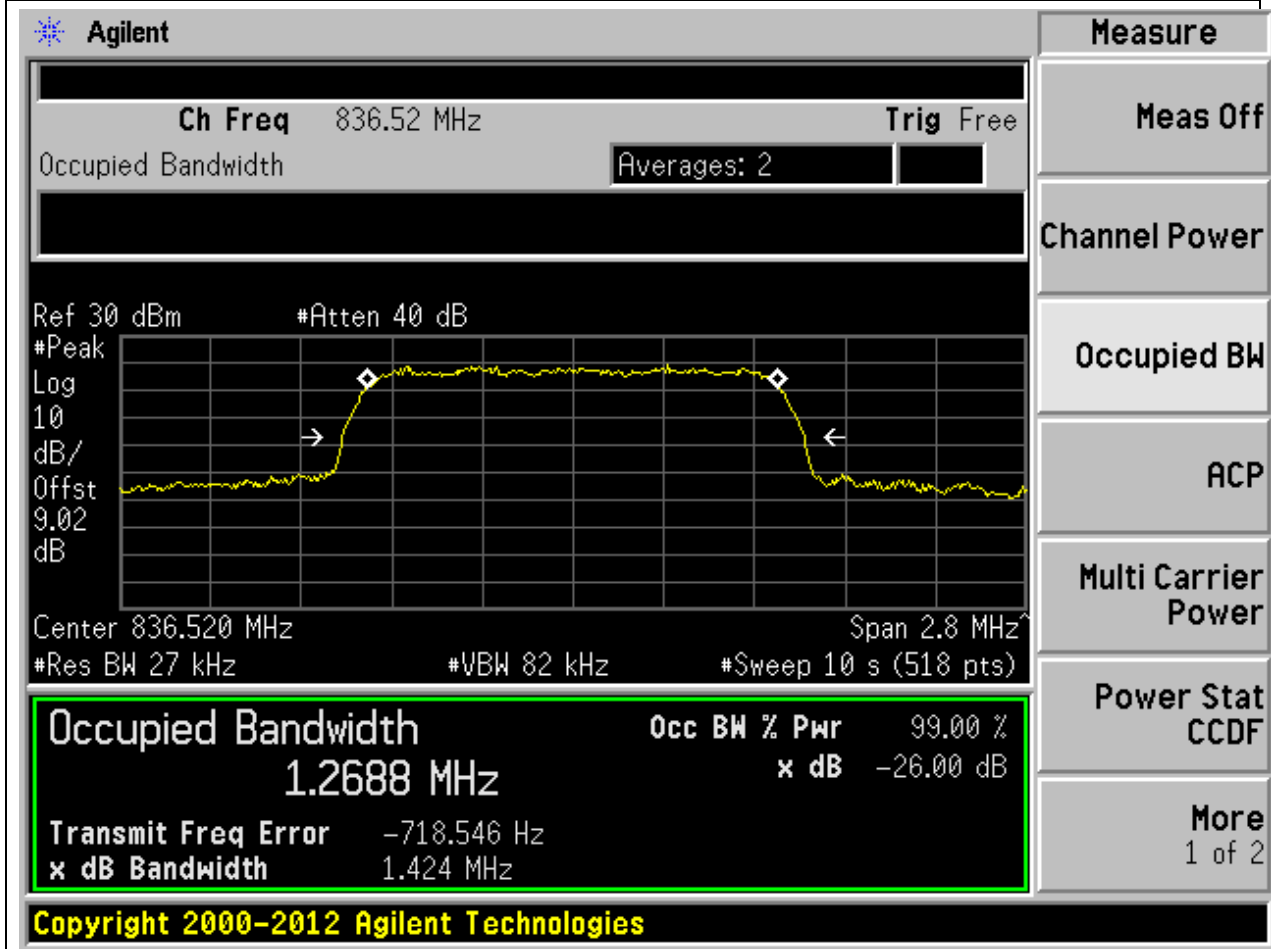 Agilent
Measure
Ch Freq 836.52 MHz Trig Free
Occupied Bandwidth Averages: 2
Meas Off
Channel Power
Ref 30 dBm #Atten 40 dB
#Peak
Log
10
dB/
Offst
9.02
dB
Occupied BW
ACP
Center 836.520 MHz Span 2.8 MHz^
#Res BW 27 kHz #VBW 82 kHz #Sweep 10 s (518 pts)
Multi Carrier
Power
Occupied Bandwidth Occ BW % Pwr 99.00 %
1.2688 MHz x dB -26.00 dB
Transmit Freq Error -718.546 Hz
x dB Bandwidth 1.424 MHz
Power Stat
CCDF
More
1 of 2
Copyright 2000-2012 Agilent Technologies